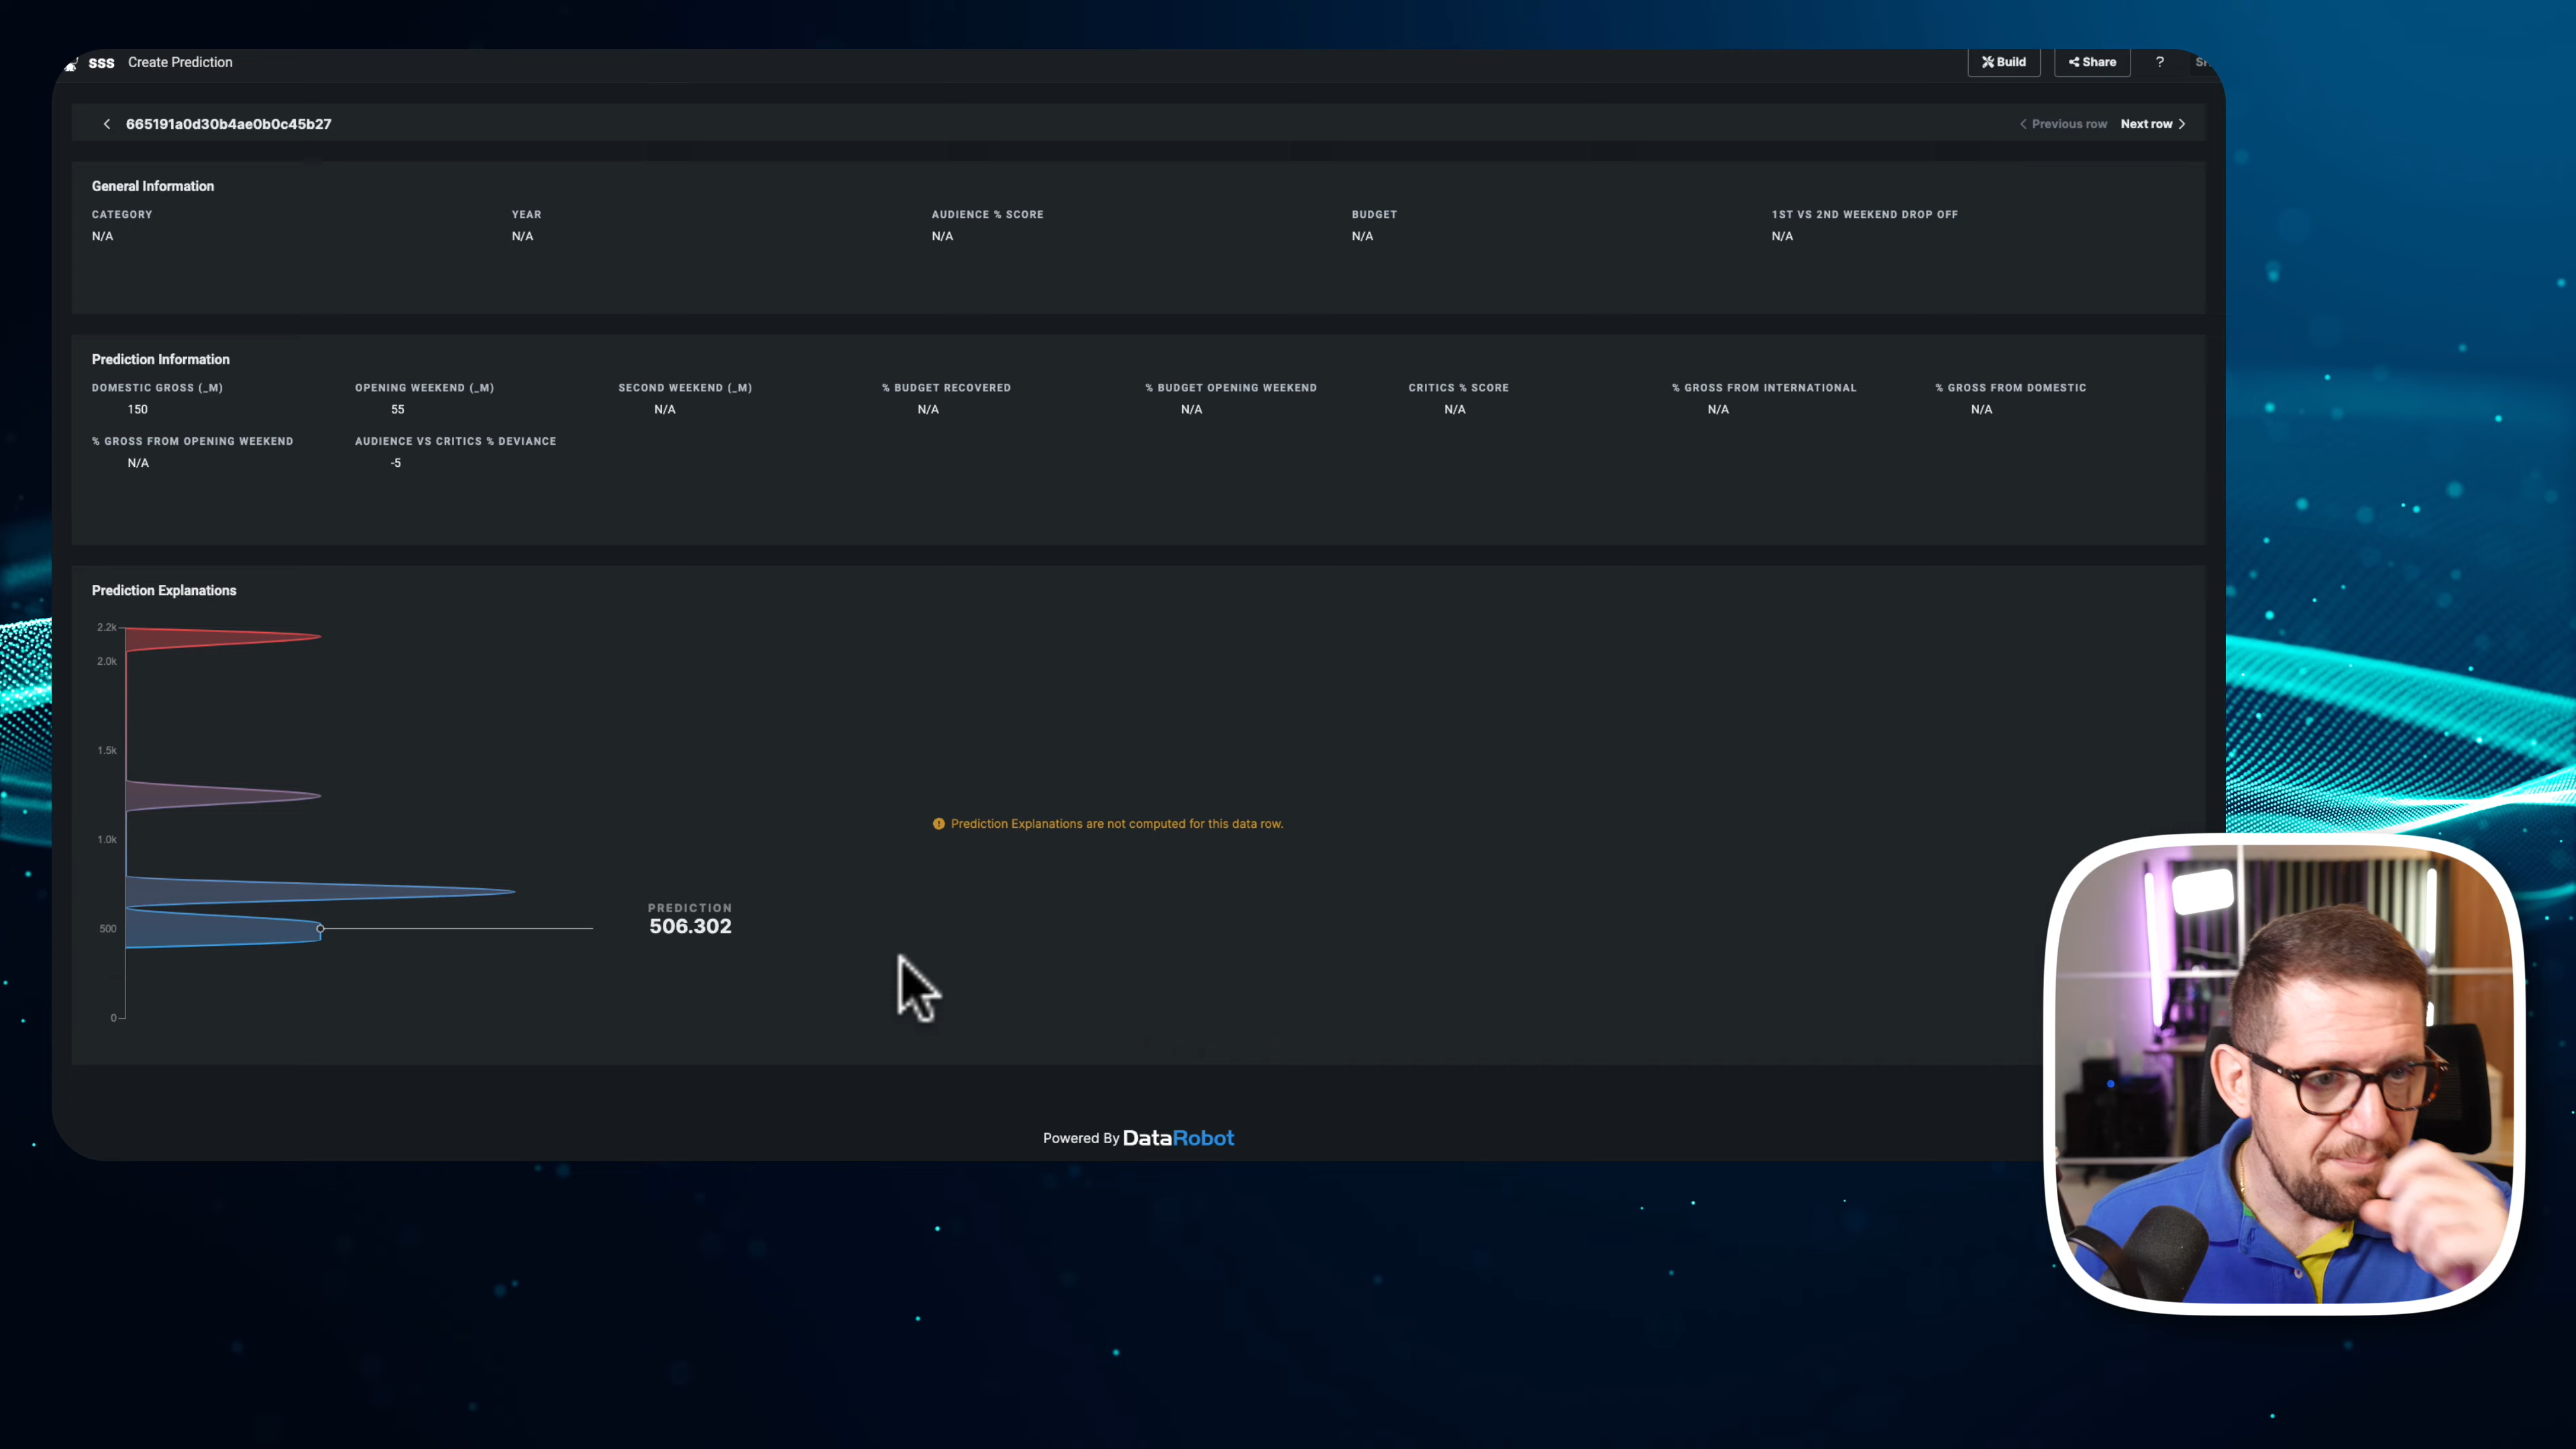 sss Create Prediction Build Share ?
665191a0d30b4ae0b0c45b27 Previous row Next row
General Information
CATEGORY YEAR AUDIENCE % SCORE BUDGET 1ST VS 2ND WEEKEND DROP OFF
N/A N/A N/A N/A N/A
Prediction Information
DOMESTIC GROSS (_M) OPENING WEEKEND (_M) SECOND WEEKEND (_M) % BUDGET RECOVERED % BUDGET OPENING WEEKEND CRITICS % SCORE % GROSS FROM INTERNATIONAL % GROSS FROM DOMESTIC
150 55 N/A N/A N/A N/A N/A N/A
% GROSS FROM OPENING WEEKEND AUDIENCE VS CRITICS % DEVIANCE
N/A -5
Prediction Explanations
2.2k
2.0k
1.5k
1.0k
Prediction Explanations are not computed for this data row.
PREDICTION
506.302
500
0
Powered By DataRobot